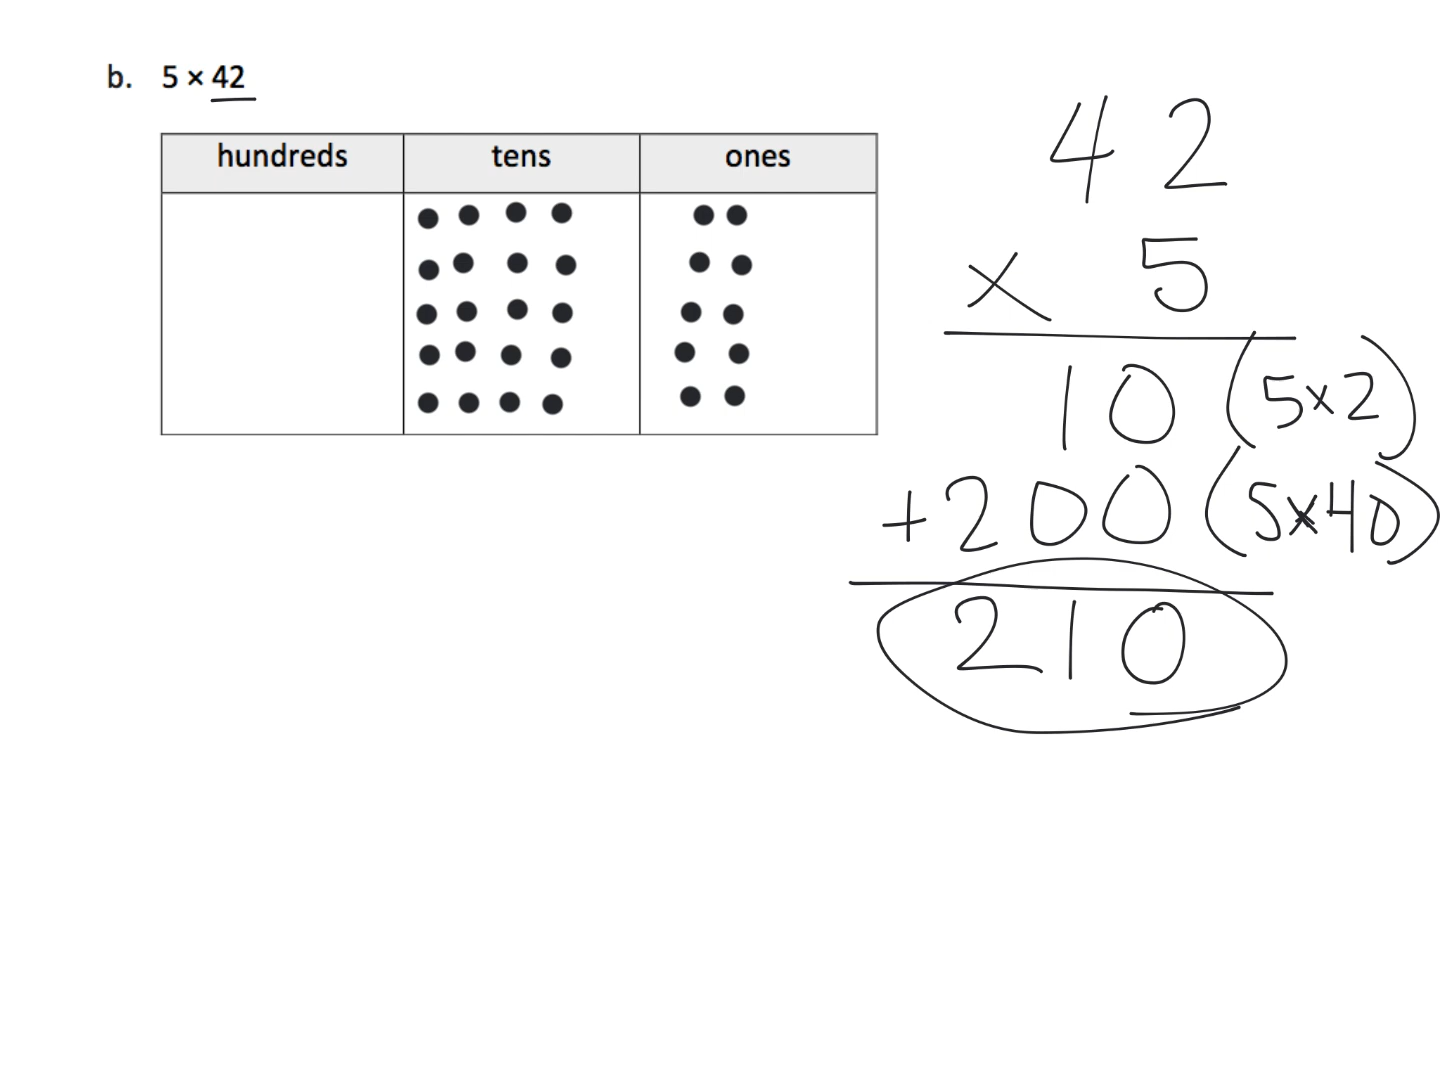 b. 5 × 42
hundreds tens ones
42
× 5
10 (5×2)
+200 (5×40)
210